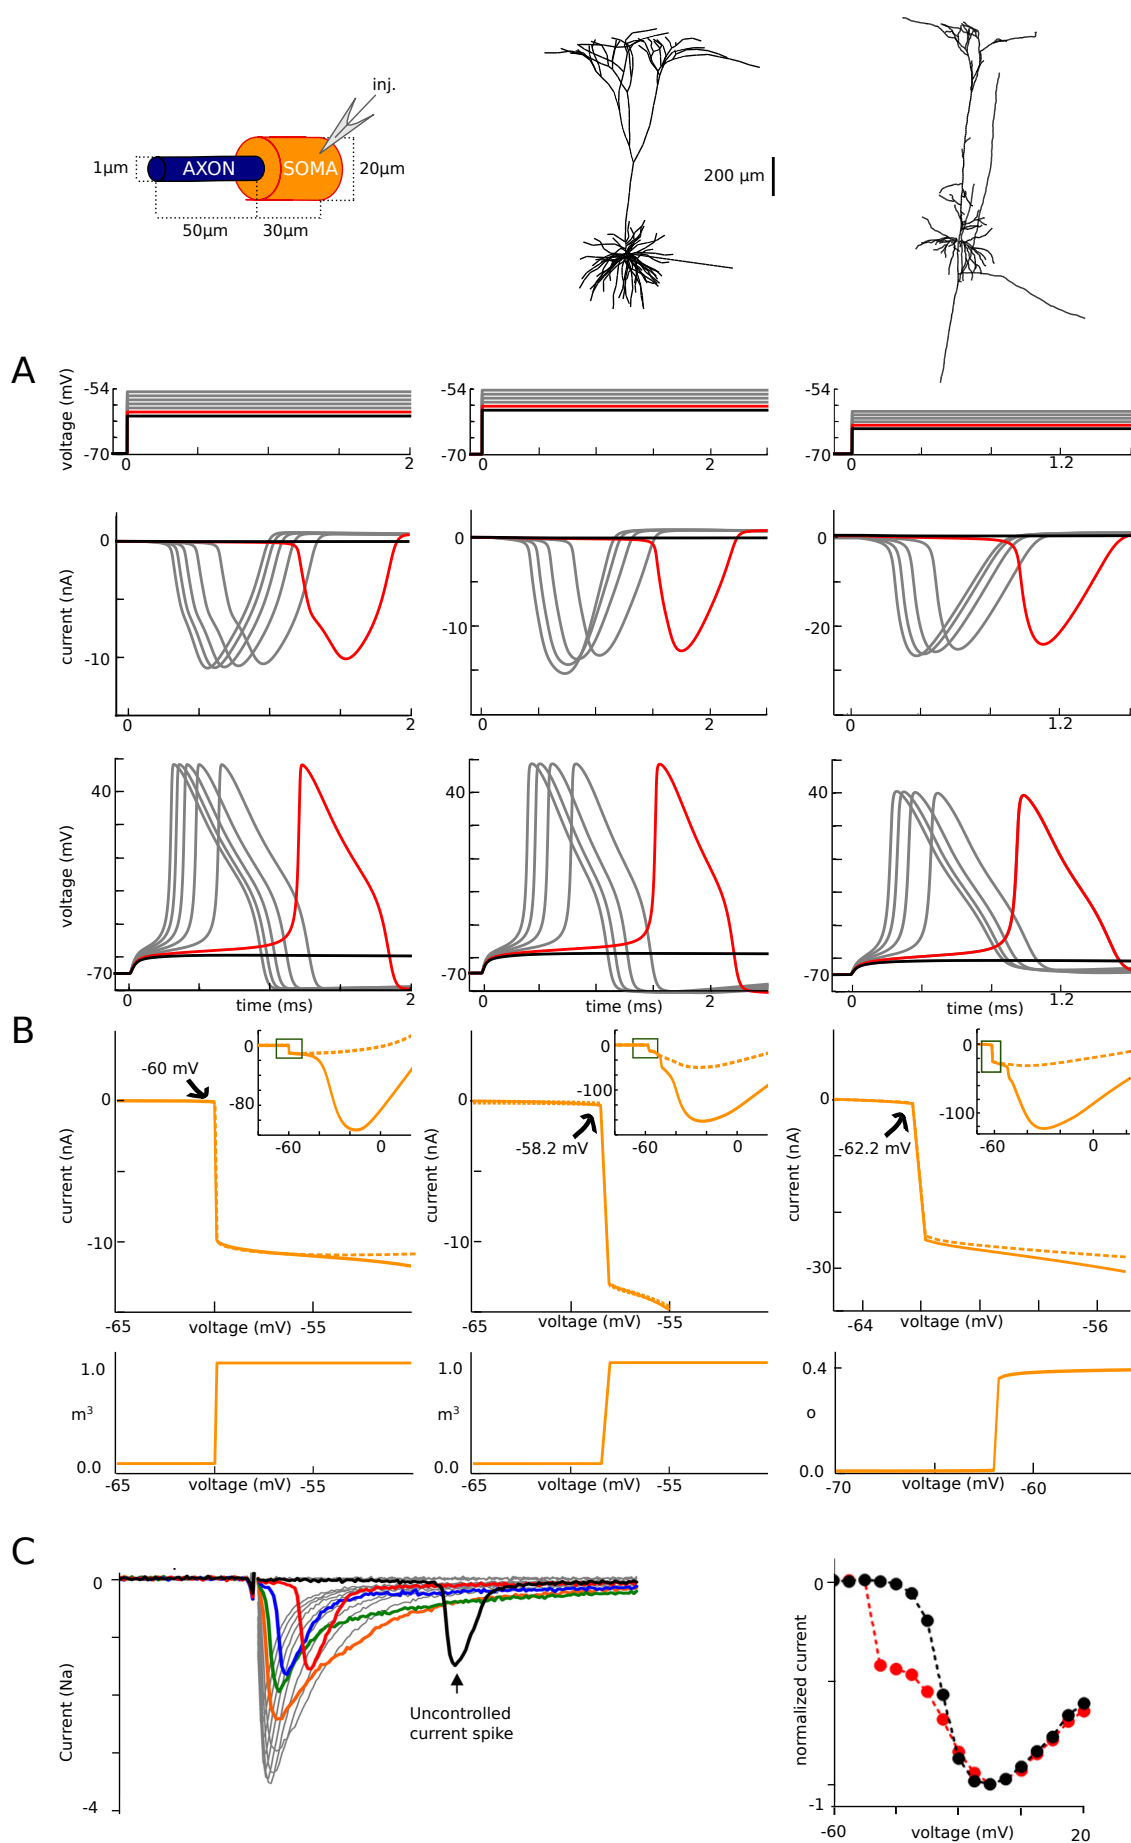 inj.
1µm
AXON
SOMA
20µm
50µm
30µm
200 µm
A
voltage (mV)
-54
-70
0
2
-54
-70
0
2
-54
-70
0
1.2
current (nA)
0
-10
0
2
0
-10
0
2
0
-20
0
1.2
voltage (mV)
40
-70
0
2
time (ms)
40
-70
0
2
time (ms)
40
-70
0
1.2
time (ms)
B
current (nA)
0
-10
-60 mV
0
-80
-60
0
-65
voltage (mV)
-55
current (nA)
0
-10
-58.2 mV
0
-100
-60
0
-65
voltage (mV)
-55
current (nA)
0
-30
-62.2 mV
0
-100
-60
0
-64
voltage (mV)
-56
m³
1.0
0.0
-65
voltage (mV)
-55
m³
1.0
0.0
-65
voltage (mV)
-55
o
0.4
0.0
-70
voltage (mV)
-60
C
Current (Na)
0
-4
Uncontrolled
current spike
normalized current
0
-1
-60
voltage (mV)
20